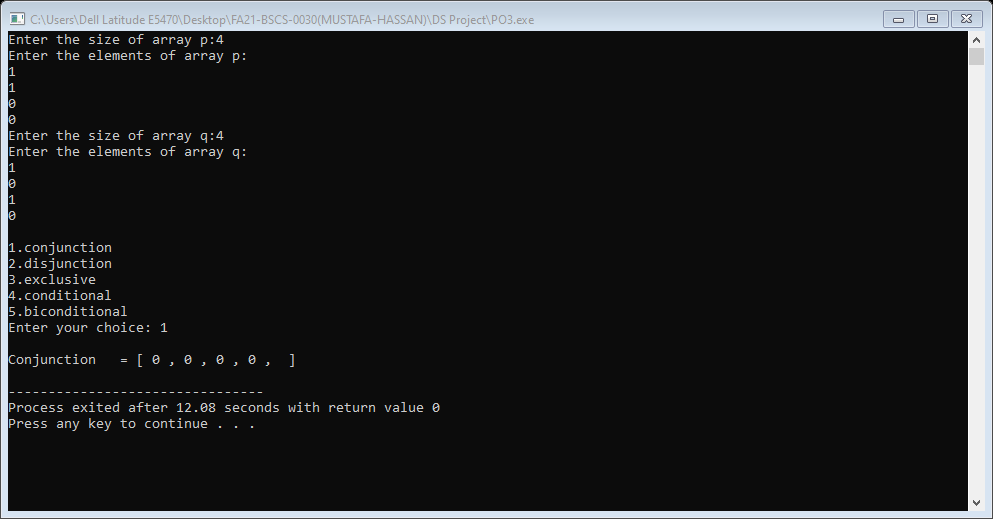 C:\Users\Dell Latitude E5470\Desktop\FA21-BSCS-0030(MUSTAFA-HASSAN)\DS Project\PO3.exe
Enter the size of array p:4
Enter the elements of array p:
1
1
0
0
Enter the size of array q:4
Enter the elements of array q:
1
0
1
0
1.conjunction
2.disjunction
3.exclusive
4.conditional
5.biconditional
Enter your choice: 1
Conjunction   = [ 0 , 0 , 0 , 0 ,  ]
--------------------------------
Process exited after 12.08 seconds with return value 0
Press any key to continue . . .